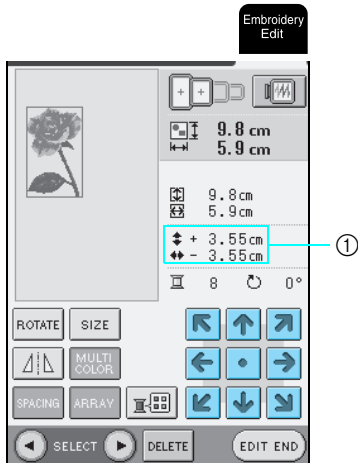 Embroidery
Edit
9.8 cm
5.9 cm
9.8cm
5.9cm
+ 3.55cm
- 3.55cm
①
8 0°
ROTATE SIZE
MULTI
COLOR
SPACING ARRAY
SELECT DELETE EDIT END